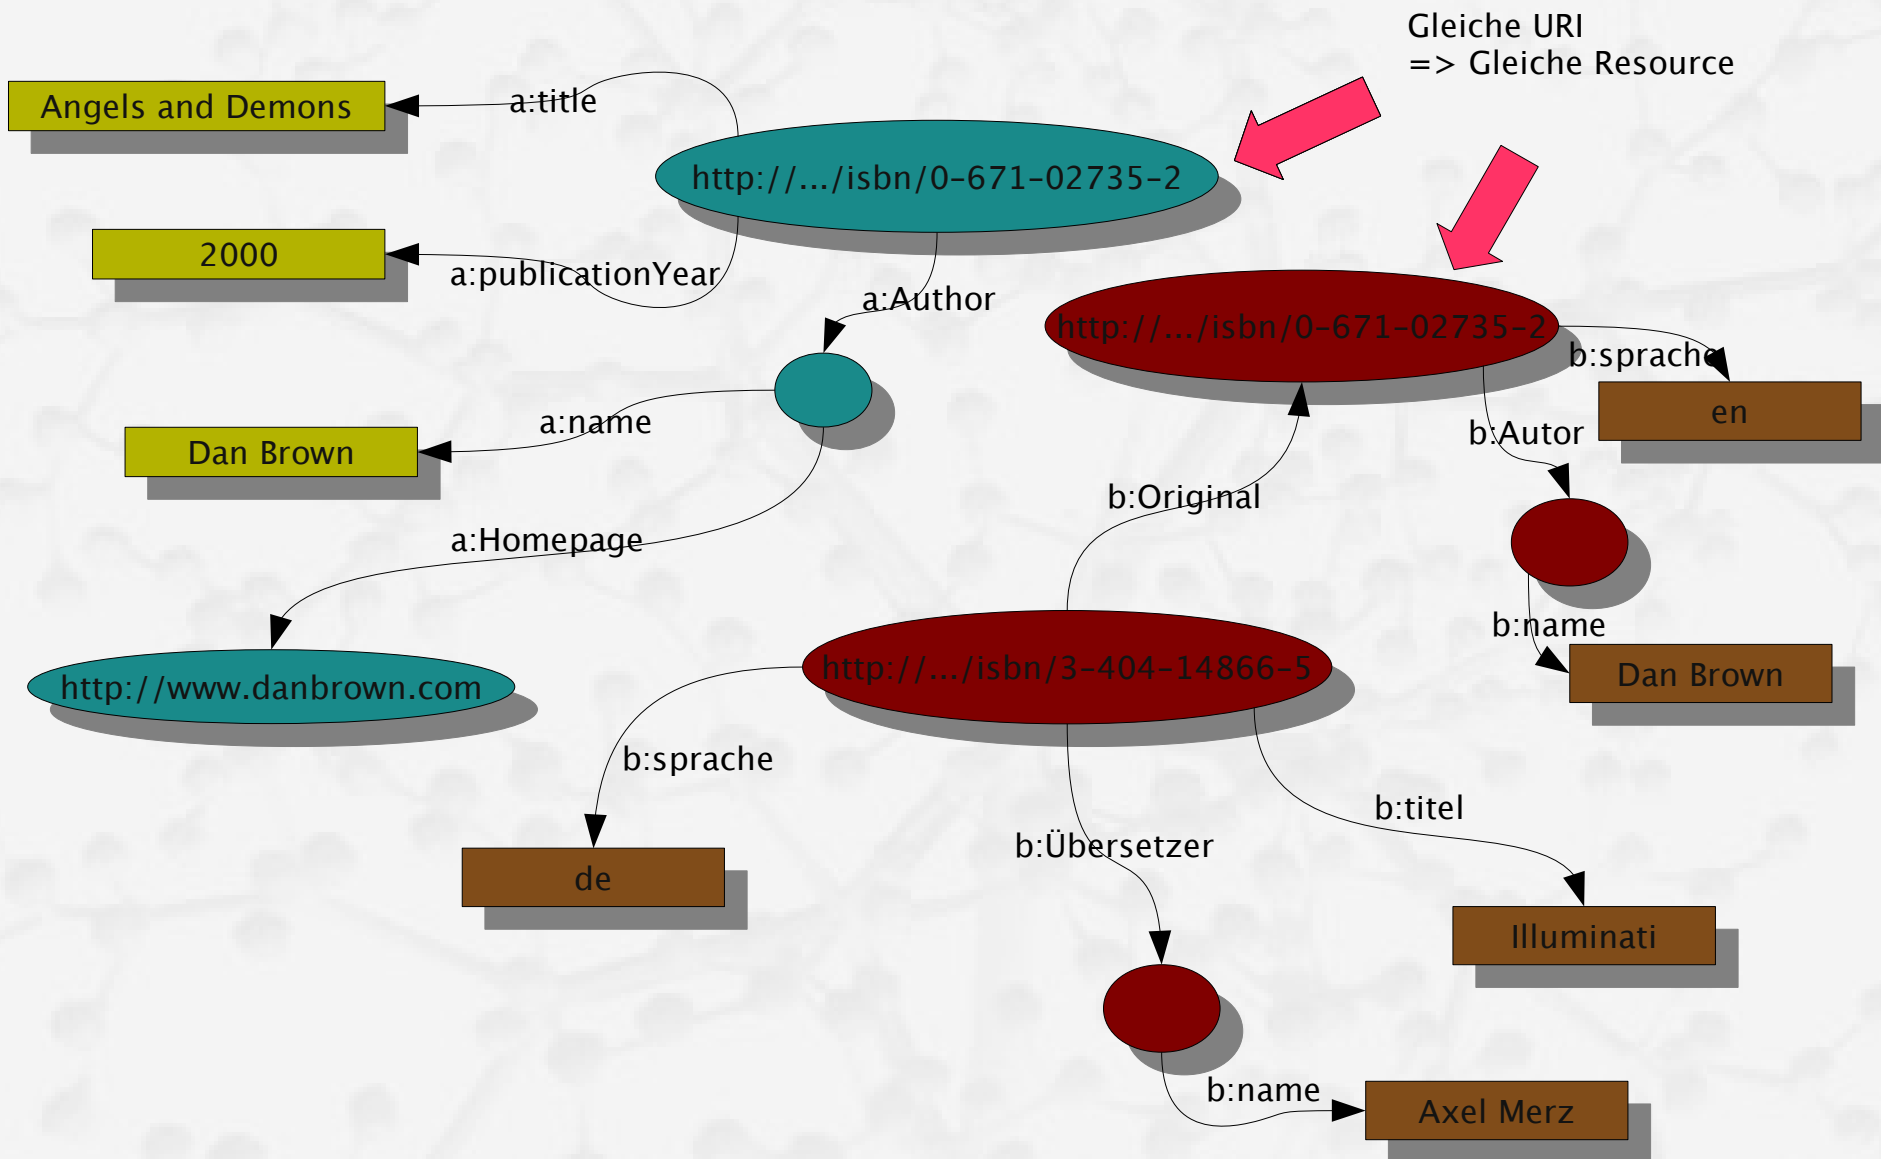 Gleiche URI
=> Gleiche Resource
Angels and Demons
a:title
http://.../isbn/0-671-02735-2
2000
a:publicationYear
a:Author
http://.../isbn/0-671-02735-2
b:sprache
en
a:name
Dan Brown
b:Autor
b:Original
a:Homepage
b:name
http://www.danbrown.com
http://.../isbn/3-404-14866-5
Dan Brown
b:sprache
b:titel
b:Übersetzer
de
Illuminati
b:name
Axel Merz